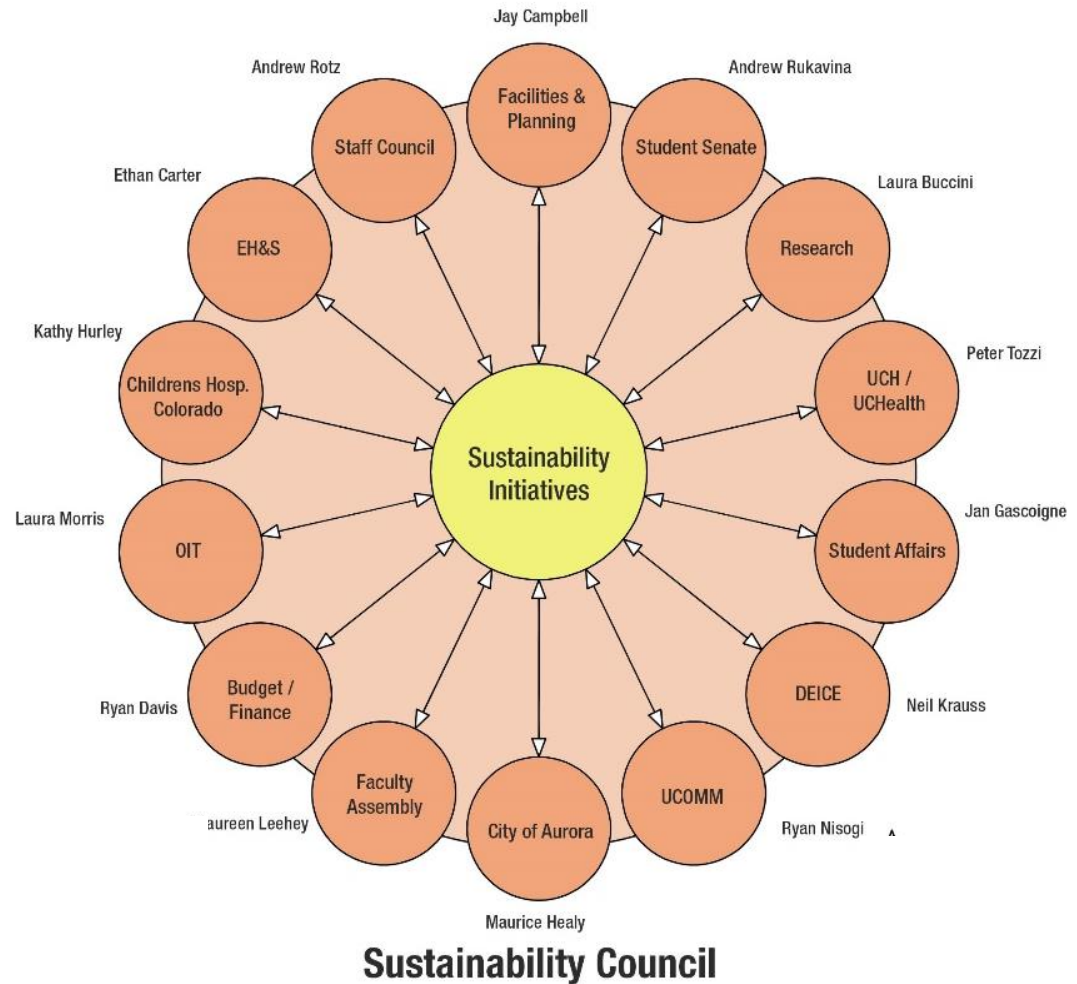 Jay Campbell
Facilities &
Planning
Andrew Rukavina
Student Senate
Laura Buccini
Research
Peter Tozzi
UCH /
UCHealth
Jan Gascoigne
Student Affairs
Neil Krauss
DEICE
Ryan Nisogi
UCOMM
Maurice Healy
City of Aurora
aureen Leehey
Faculty
Assembly
Ryan Davis
Budget /
Finance
Laura Morris
OIT
Kathy Hurley
Childrens Hosp.
Colorado
Ethan Carter
EH&S
Andrew Rotz
Staff Council
Sustainability
Initiatives
Sustainability Council